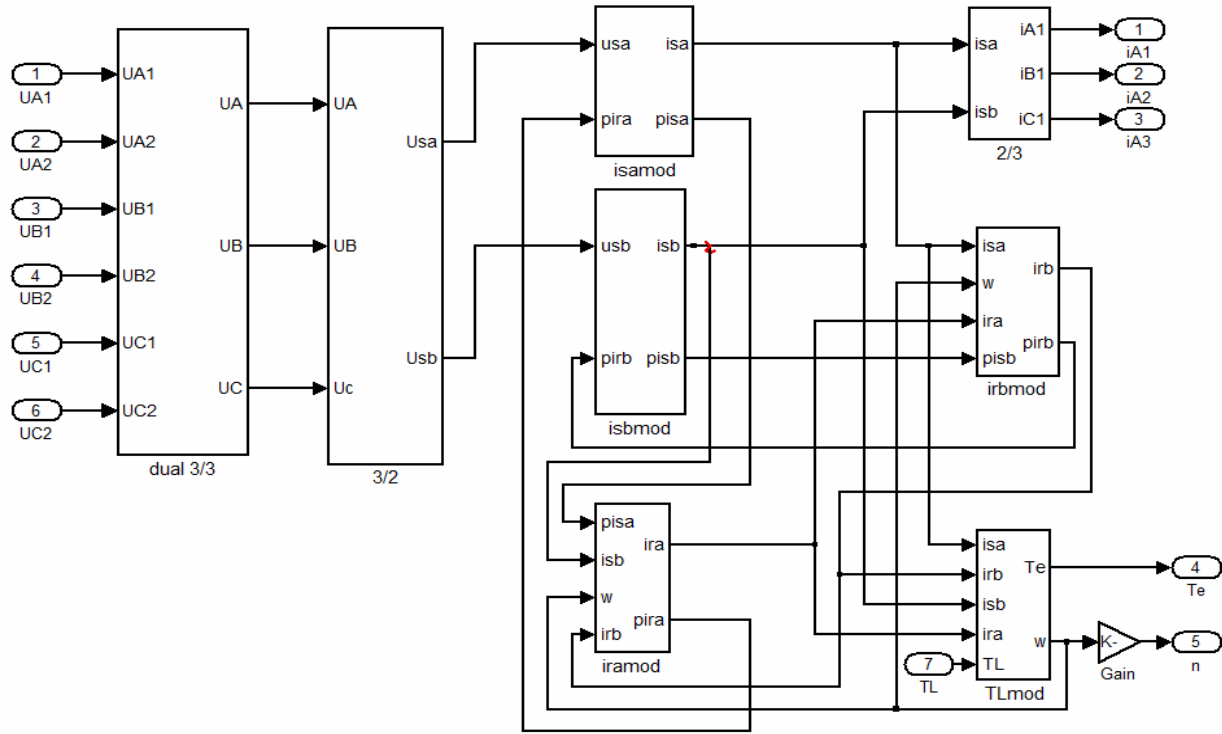 1
UA1
2
UA2
3
UB1
4
UB2
5
UC1
6
UC2
UA1
UA2
UB1
UB2
UC1
UC2
UA
UB
UC
dual 3/3
UA
UB
Uc
Usa
Usb
3/2
usa
pira
isa
pisa
isamod
usb
pirb
isb
pisb
isbmod
pisa
isb
w
irb
ira
pira
iramod
isa
isb
iA1
iB1
iC1
2/3
1
iA1
2
iA2
3
iA3
isa
w
ira
pisb
irb
pirb
irbmod
isa
irb
isb
ira
TL
Te
w
TLmod
7
TL
K-
Gain
4
Te
5
n